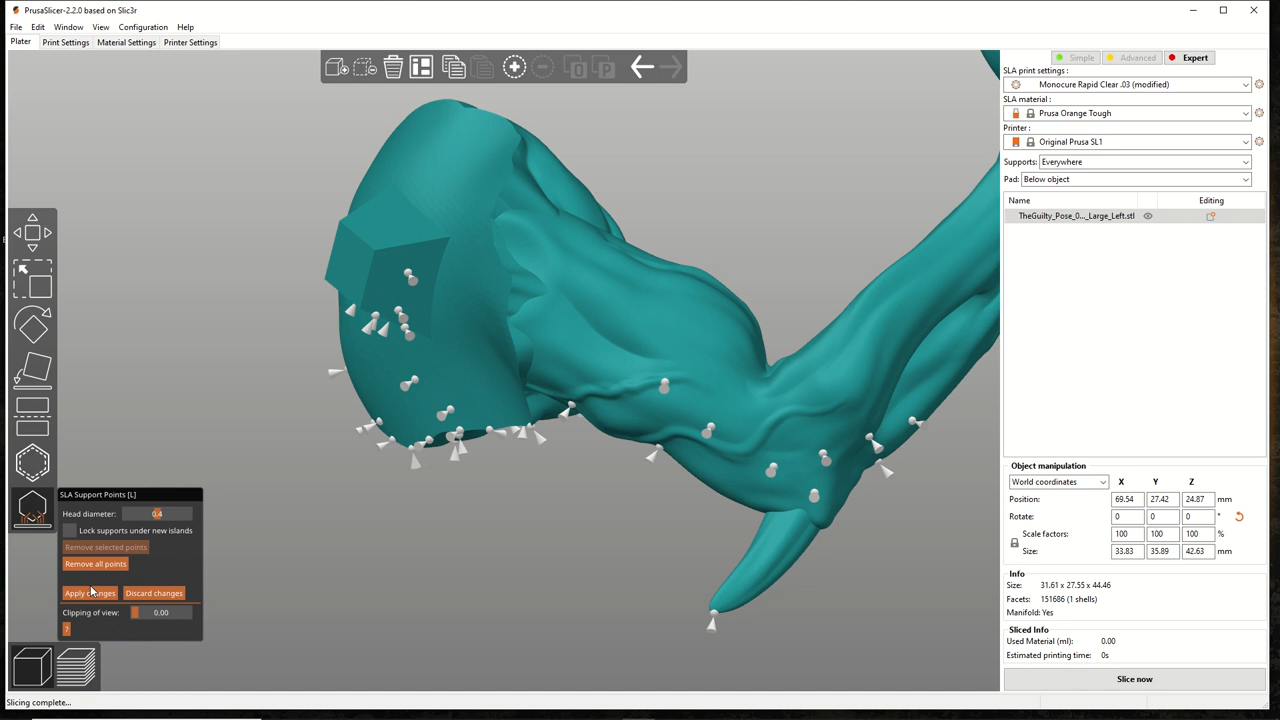 PrusaSlicer-2.2.0 based on Slic3r
File Edit Window View Configuration Help
Plater Print Settings Material Settings Printer Settings
Simple Advanced Expert
SLA print settings :
Monocure Rapid Clear .03 (modified)
SLA material :
Prusa Orange Tough
Printer :
Original Prusa SL1
Supports: Everywhere
Pad: Below object
Name Editing
TheGuilty_Pose_0..._Large_Left.stl
Object manipulation
World coordinates X Y Z
Position: 69.54 27.42 24.87 mm
Rotate: 0 0 0 °
Scale factors: 100 100 100 %
Size: 33.83 35.89 42.63 mm
Info
Size: 31.61 x 27.55 x 44.46
Facets: 151686 (1 shells)
Manifold: Yes
Sliced Info
Used Material (ml): 0.00
Estimated printing time: 0s
Slice now
SLA Support Points [L]
Head diameter: 0.4
Lock supports under new islands
Remove selected points
Remove all points
Apply changes Discard changes
Clipping of view: 0.00
?
Slicing complete...